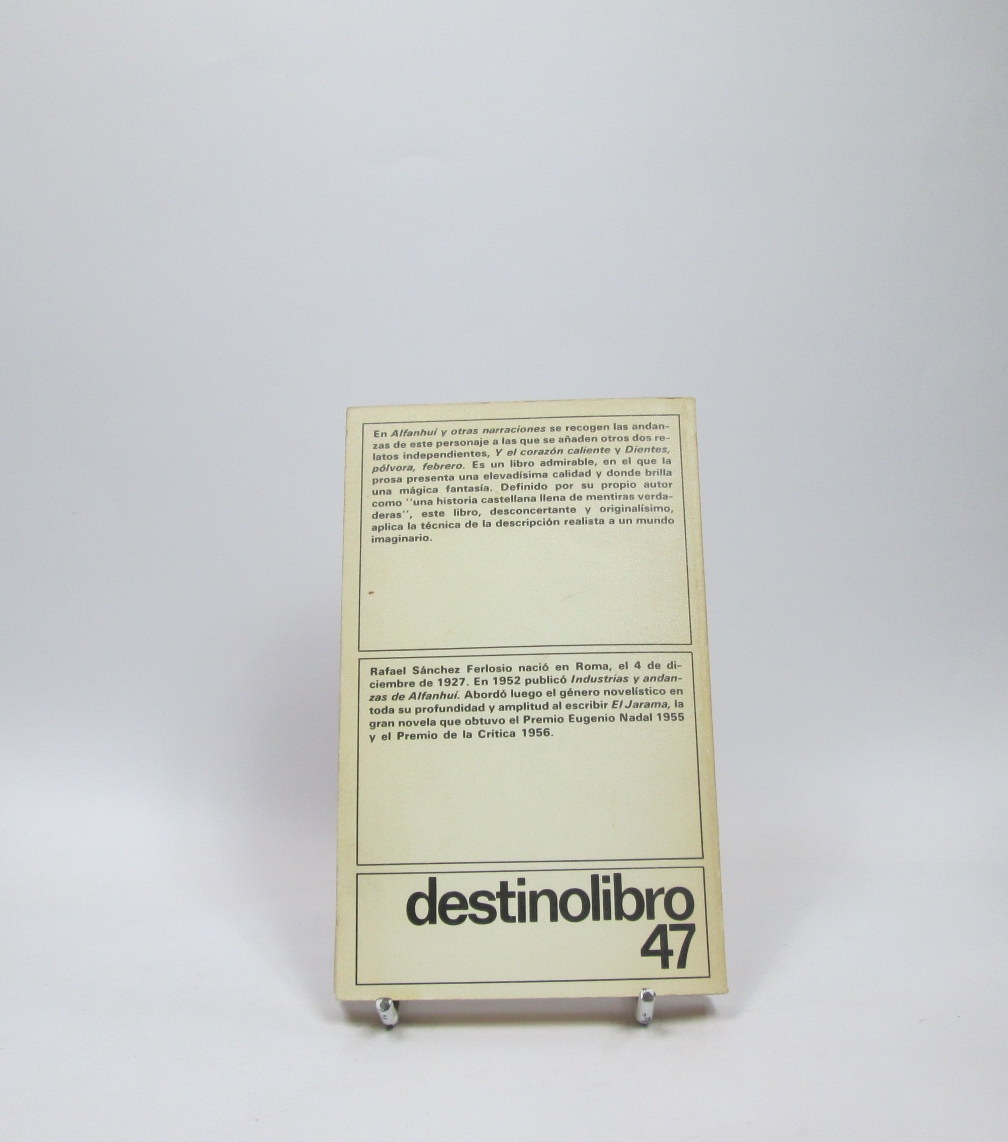 En Alfanhuí y otras narraciones se recogen las andan-
zas de este personaje a las que se añaden otros dos re-
latos independientes, Y el corazón caliente y Dientes,
pólvora, febrero. Es un libro admirable, en el que la
prosa presenta una elevadísima calidad y donde brilla
una mágica fantasía. Definido por su propio autor
como "una historia castellana llena de mentiras verda-
deras", este libro, desconcertante y originalísimo,
aplica la técnica de la descripción realista a un mundo
imaginario.
Rafael Sánchez Ferlosio nació en Roma, el 4 de di-
ciembre de 1927. En 1952 publicó Industrias y andan-
zas de Alfanhuí. Abordó luego el género novelístico en
toda su profundidad y amplitud al escribir El Jarama, la
gran novela que obtuvo el Premio Eugenio Nadal 1955
y el Premio de la Crítica 1956.
destinolibro
47